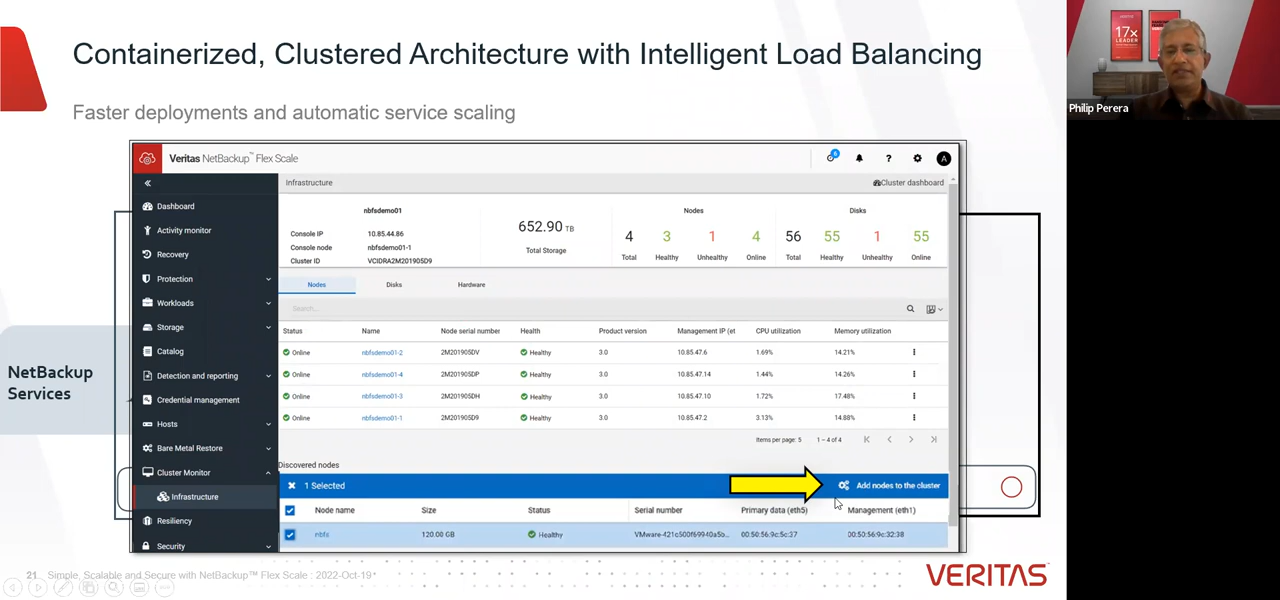 Containerized, Clustered Architecture with Intelligent Load Balancing
Faster deployments and automatic service scaling
17x
LEADER
Philip Perera
NetBackup
Services
Veritas NetBackup™ Flex Scale
6
?
A
«
Dashboard
Activity monitor
Recovery
Protection
Workloads
Storage
Catalog
Detection and reporting
Credential management
Hosts
Bare Metal Restore
Cluster Monitor
Infrastructure
Resiliency
Security
Infrastructure
Cluster dashboard
nbfsdemo01
Console IP 10.85.44.86
Console node nbfsdemo01-1
Cluster ID VCIDRA2M201905D9
652.90 TB
Total Storage
Nodes
4 3 1 4
Total Healthy Unhealthy Online
Disks
56 55 1 55
Total Healthy Unhealthy Online
Nodes Disks Hardware
Search...
Status Name Node serial number Health Product version Management IP (et CPU utilization Memory utilization
Online nbfsdemo01-2 2M201905DV Healthy 3.0 10.85.47.6 1.69% 14.21%
Online nbfsdemo01-4 2M201905DP Healthy 3.0 10.85.47.14 1.44% 14.26%
Online nbfsdemo01-3 2M201905DH Healthy 3.0 10.85.47.10 1.72% 17.48%
Online nbfsdemo01-1 2M201905D9 Healthy 3.0 10.85.47.2 3.13% 14.88%
Items per page: 5 1 – 4 of 4
Discovered nodes
1 Selected
Add nodes to the cluster
Node name Size Status Serial number Primary data (eth5) Management (eth1)
nbfs 120.00 GB Healthy VMware-421c500f69940a5b... 00:50:56:9c:5c:37 00:50:56:9c:32:38
21 Simple, Scalable and Secure with NetBackup™ Flex Scale : 2022-Oct-19
VERITAS